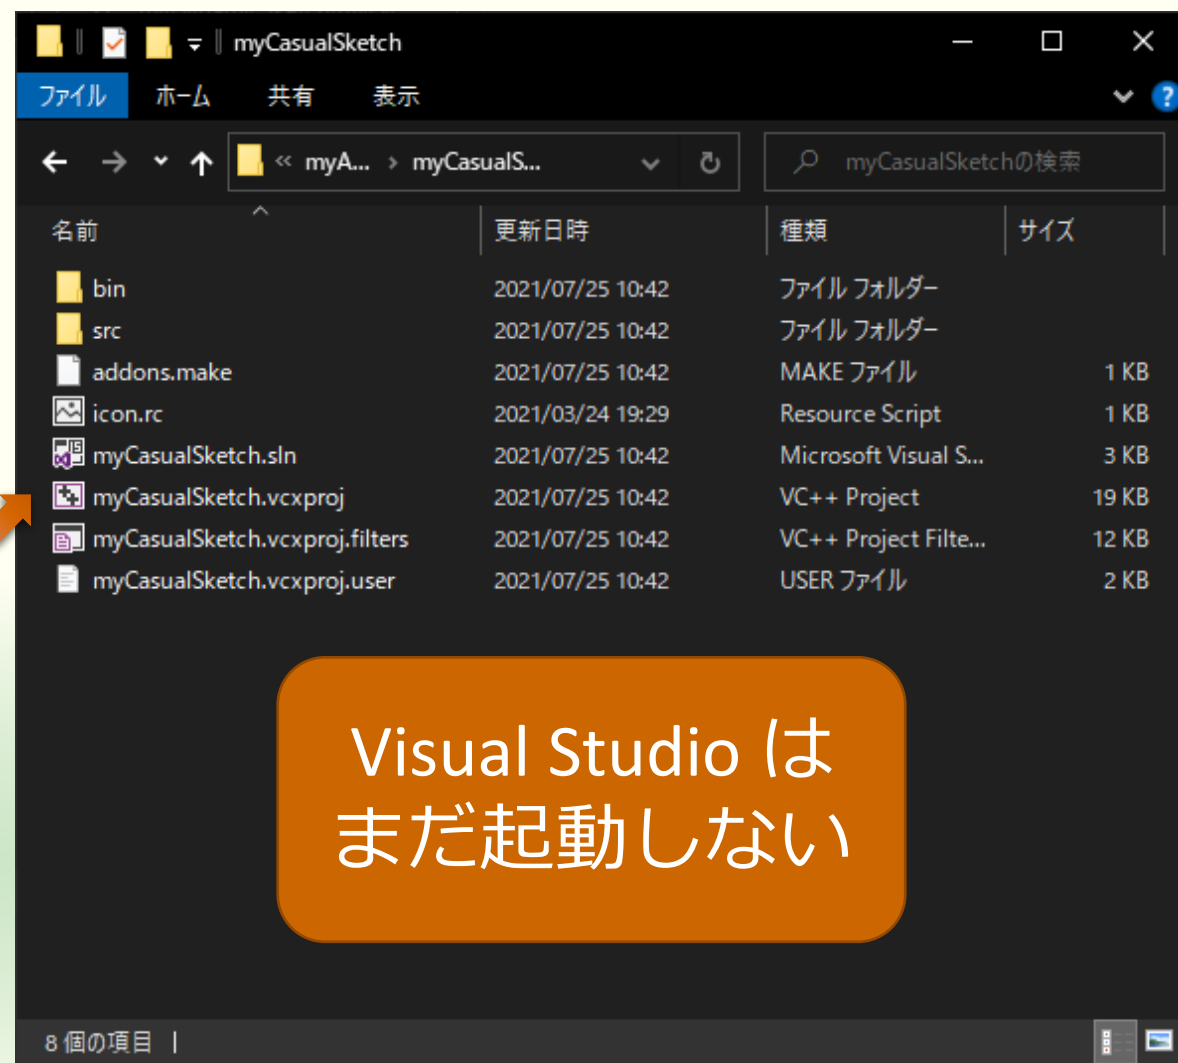 myCasualSketch
ファイル ホーム 共有 表示
« myA... › myCasualS... myCasualSketchの検索
名前 更新日時 種類 サイズ
bin 2021/07/25 10:42 ファイル フォルダー
src 2021/07/25 10:42 ファイル フォルダー
addons.make 2021/07/25 10:42 MAKE ファイル 1 KB
icon.rc 2021/03/24 19:29 Resource Script 1 KB
myCasualSketch.sln 2021/07/25 10:42 Microsoft Visual S... 3 KB
myCasualSketch.vcxproj 2021/07/25 10:42 VC++ Project 19 KB
myCasualSketch.vcxproj.filters 2021/07/25 10:42 VC++ Project Filte... 12 KB
myCasualSketch.vcxproj.user 2021/07/25 10:42 USER ファイル 2 KB
Visual Studio は
まだ起動しない
8 個の項目